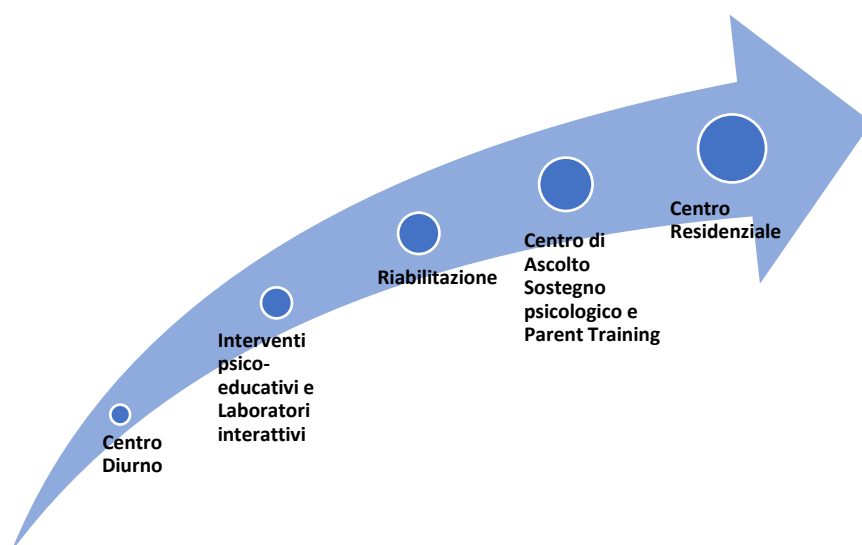 Centro
Diurno
Interventi
psico-
educativi e
Laboratori
interattivi
Riabilitazione
Centro di
Ascolto
Sostegno
psicologico e
Parent Training
Centro
Residenziale